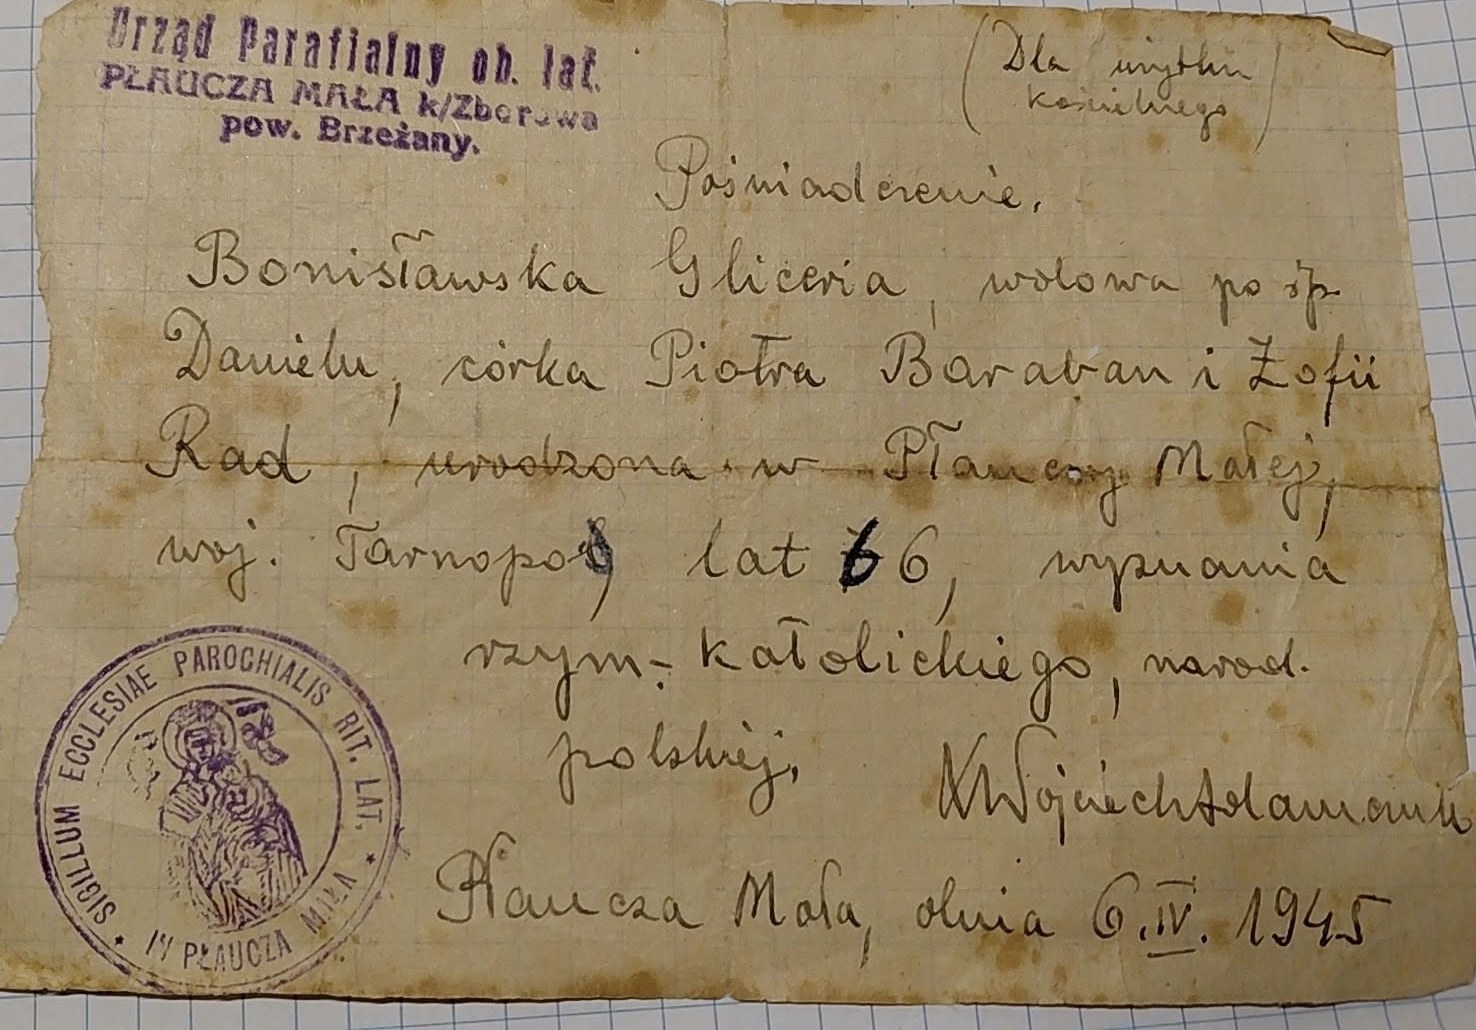 Urząd Parafialny ob. łać.
PŁAUCZA MAŁA k/Zborowa
pow. Brzeżany.
(Dla użytku
kościelnego)
Poświadczenie.
Bonisławska Gliceria, wdowa po śp.
Danielu, córka Piotra Baraban i Zofii
Rad, urodzona w Płauczy Małej,
woj. Tarnopol, lat 66, wyznania
rzym.-katolickiego, narod.
polskiej.
X Wojciech Adamczuk
Płaucza Mała, dnia 6.IV. 1945
SIGILLUM ECCLESIAE PAROCHIALIS RIT. LAT. * IN PŁAUCZA MAŁA *